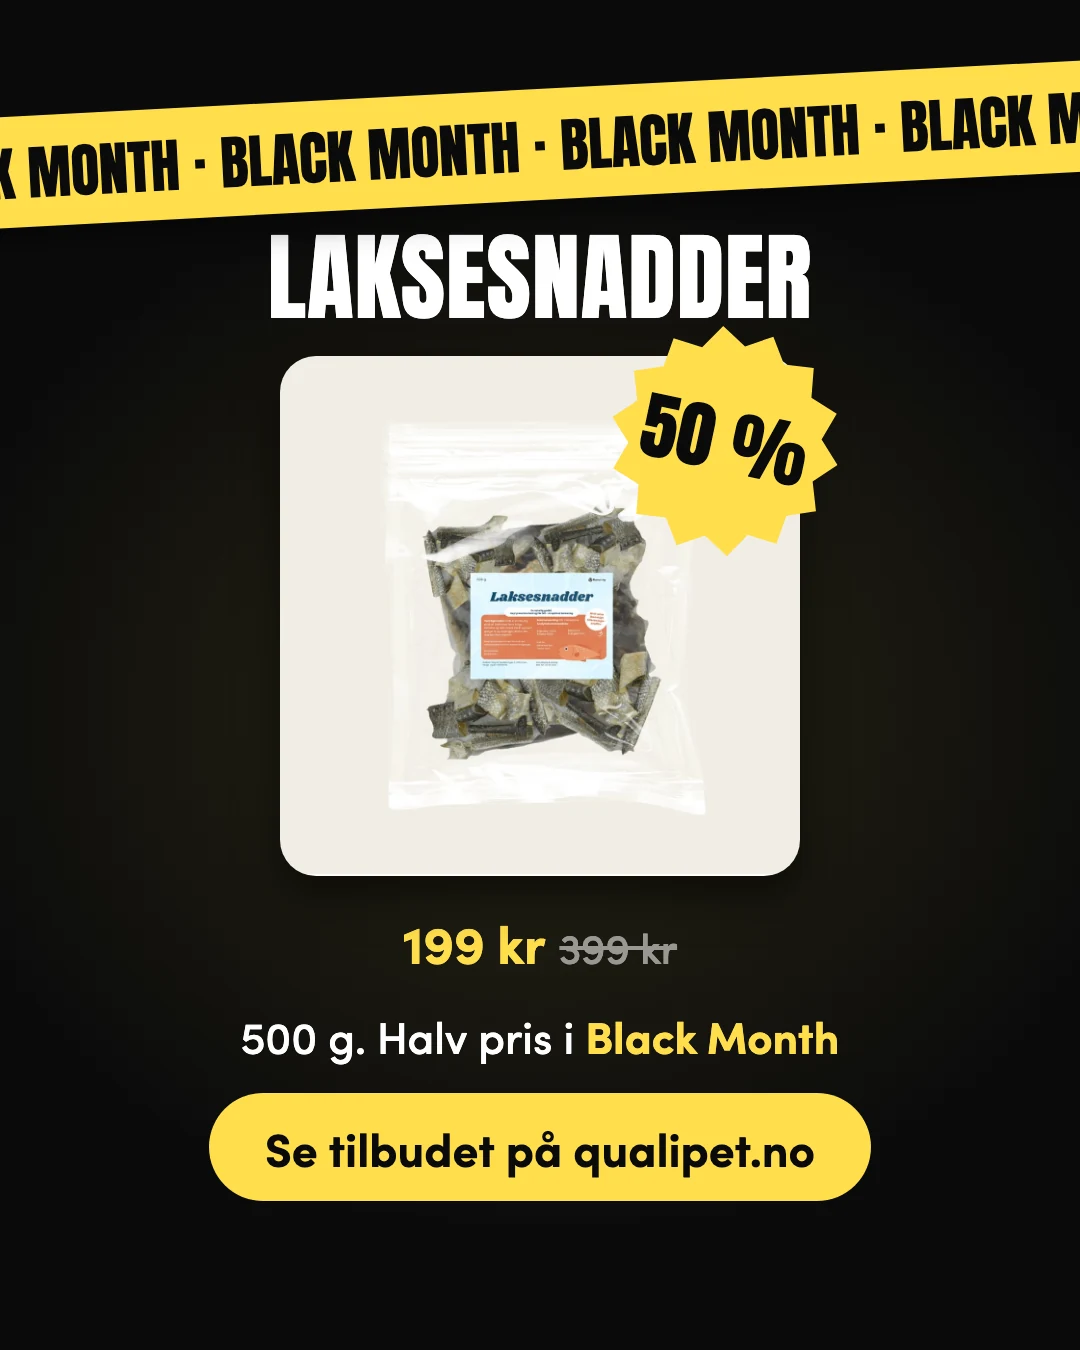 K MONTH · BLACK MONTH · BLACK MONTH · BLACK M
LAKSESNADDER
50 %
Laksesnadder
199 kr 399 kr
500 g. Halv pris i Black Month
Se tilbudet på qualipet.no